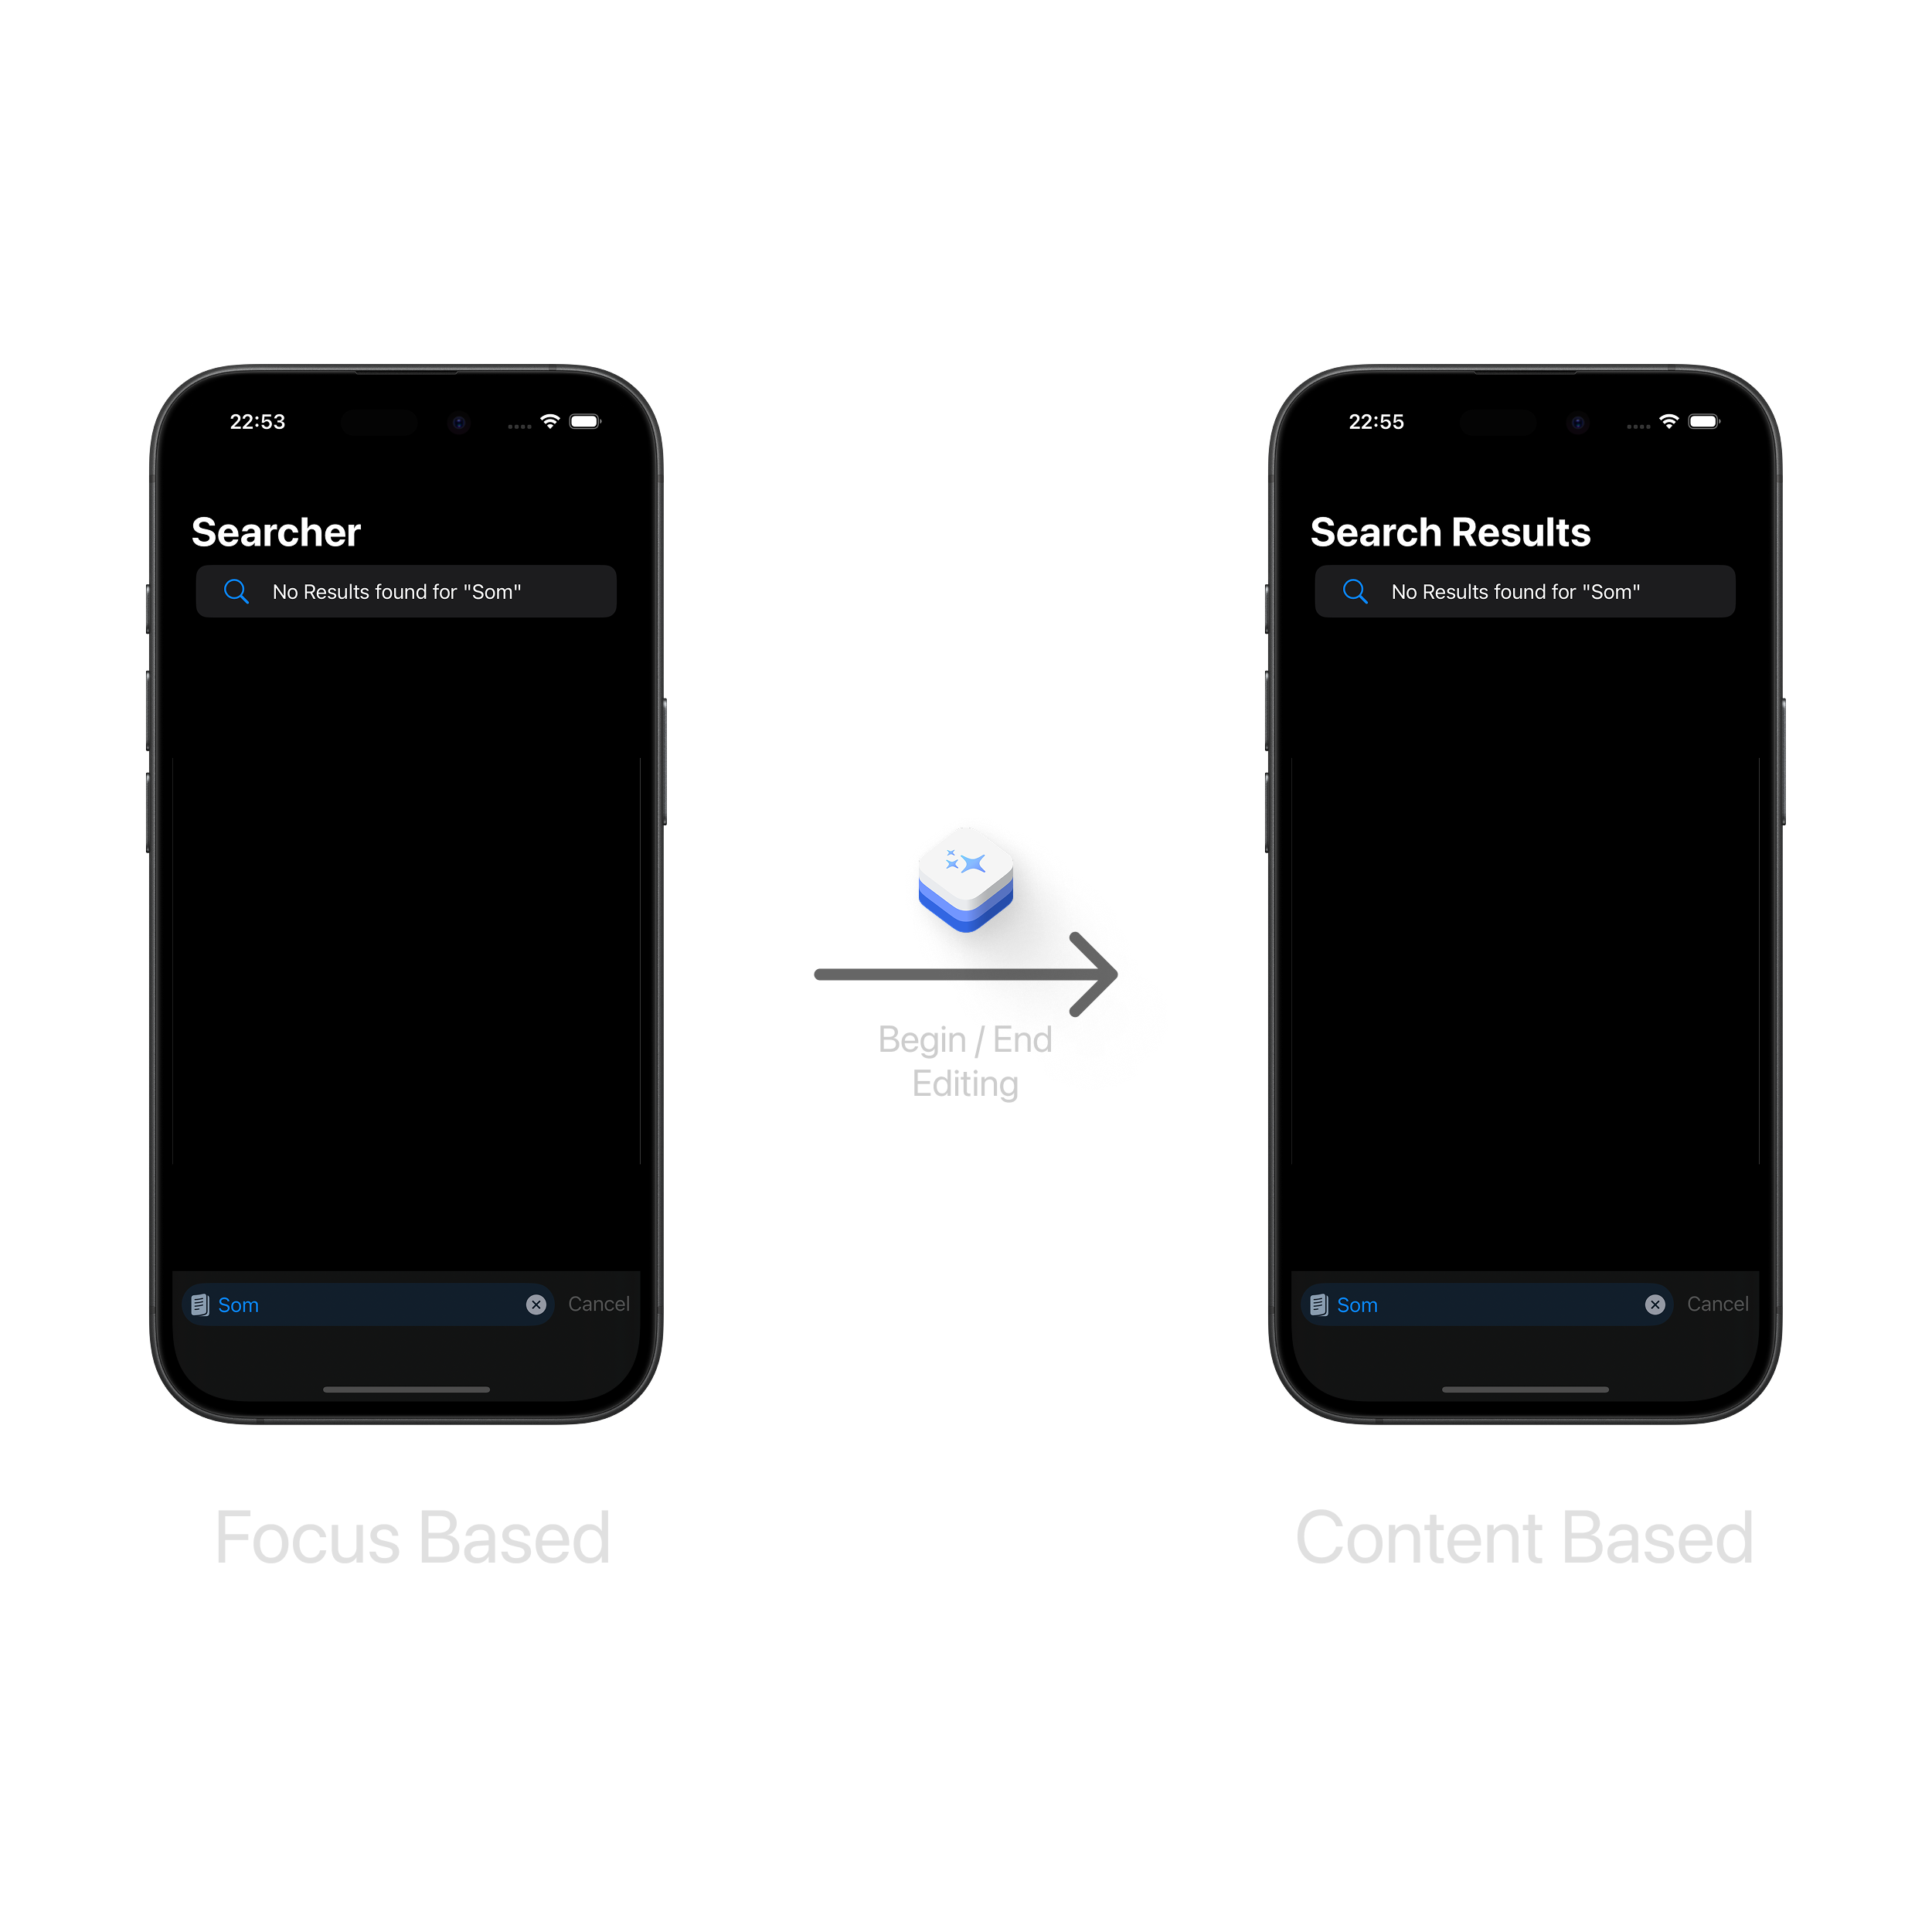 22:53
Searcher
No Results found for "Som"
Som
Cancel
Focus Based
Begin / End
Editing
22:55
Search Results
No Results found for "Som"
Som
Cancel
Content Based